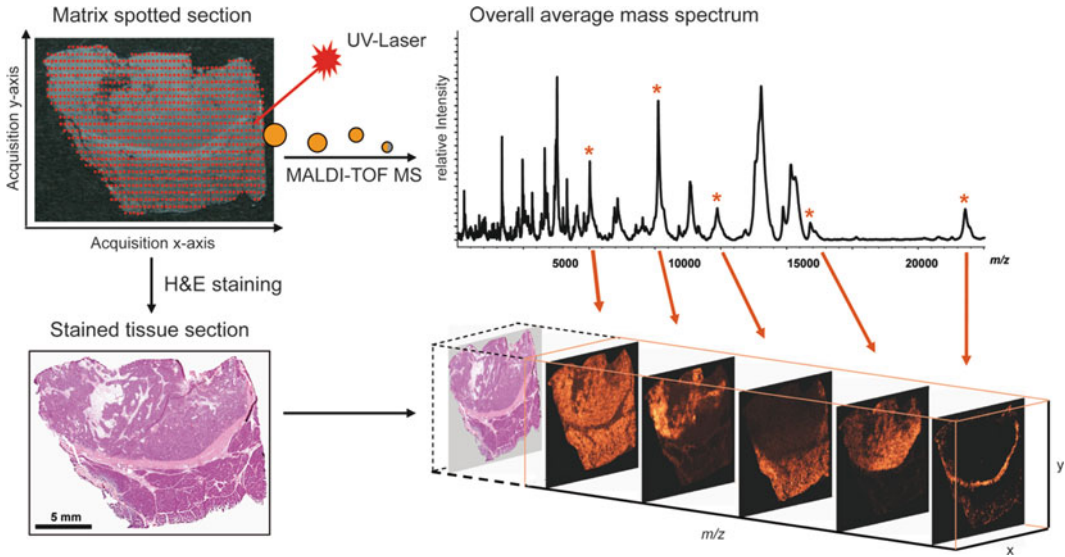 Matrix spotted section
Overall average mass spectrum
UV-Laser
Acquisition y-axis
relative Intensity
*
*
*
*
*
MALDI-TOF MS
Acquisition x-axis
5000
10000
15000
20000
m/z
H&E staining
Stained tissue section
5 mm
y
m/z
x